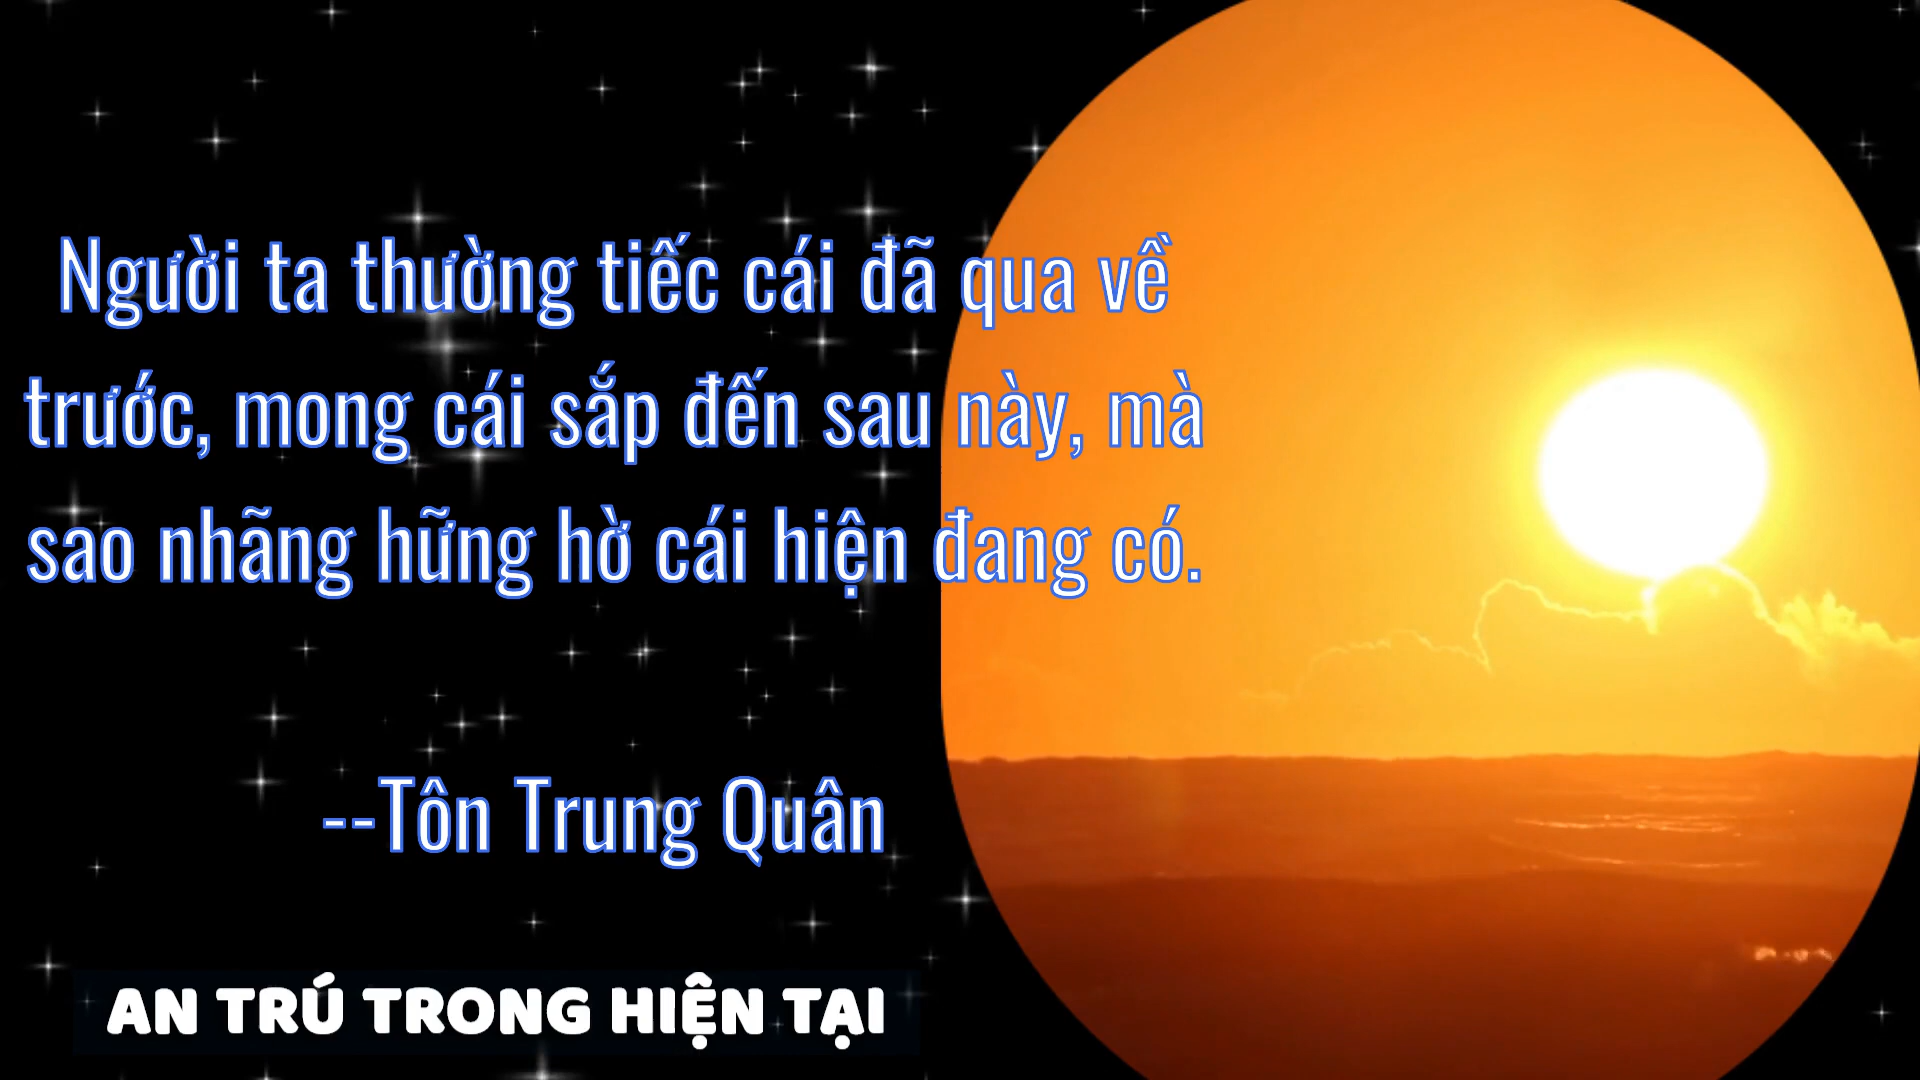 Người ta thường tiếc cái đã qua về
trước, mong cái sắp đến sau này, mà
sao nhãng hững hờ cái hiện đang có.
--Tôn Trung Quân
AN TRÚ TRONG HIỆN TẠI